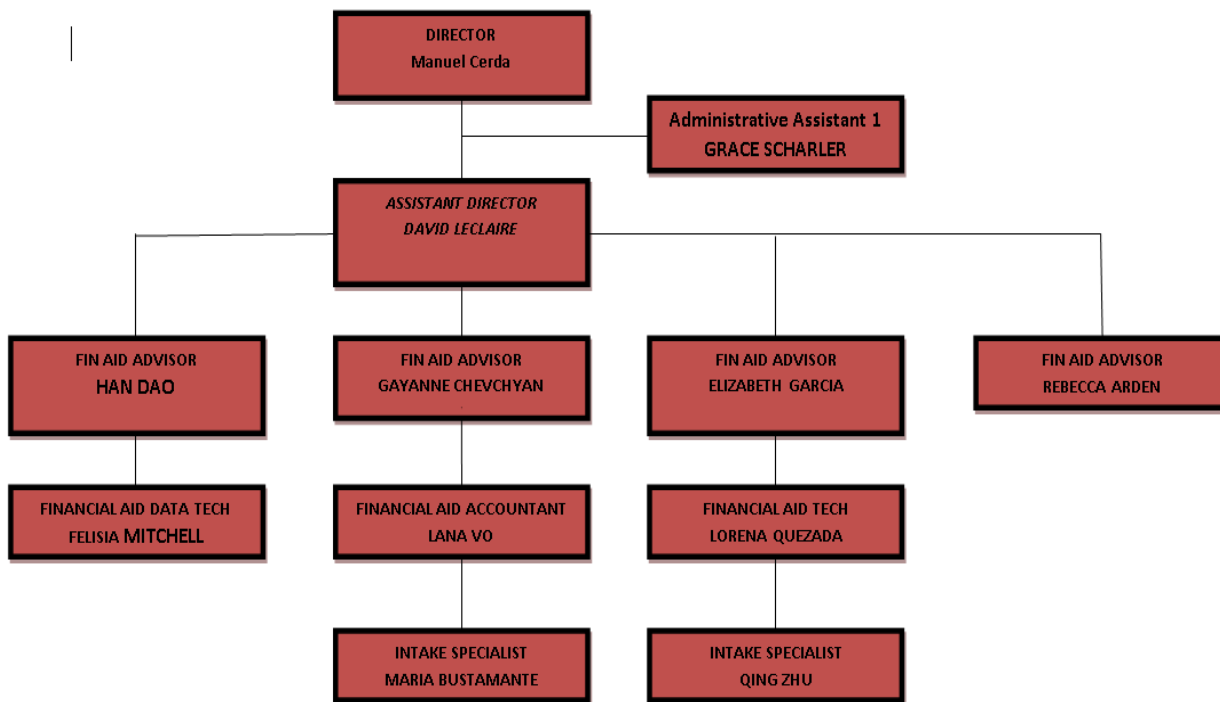 DIRECTOR
Manuel Cerda
Administrative Assistant 1
GRACE SCHARLER
ASSISTANT DIRECTOR
DAVID LECLAIRE
FIN AID ADVISOR
HAN DAO
FIN AID ADVISOR
GAYANNE CHEVCHYAN
FIN AID ADVISOR
ELIZABETH GARCIA
FIN AID ADVISOR
REBECCA ARDEN
FINANCIAL AID DATA TECH
FELISIA MITCHELL
FINANCIAL AID ACCOUNTANT
LANA VO
FINANCIAL AID TECH
LORENA QUEZADA
INTAKE SPECIALIST
MARIA BUSTAMANTE
INTAKE SPECIALIST
QING ZHU